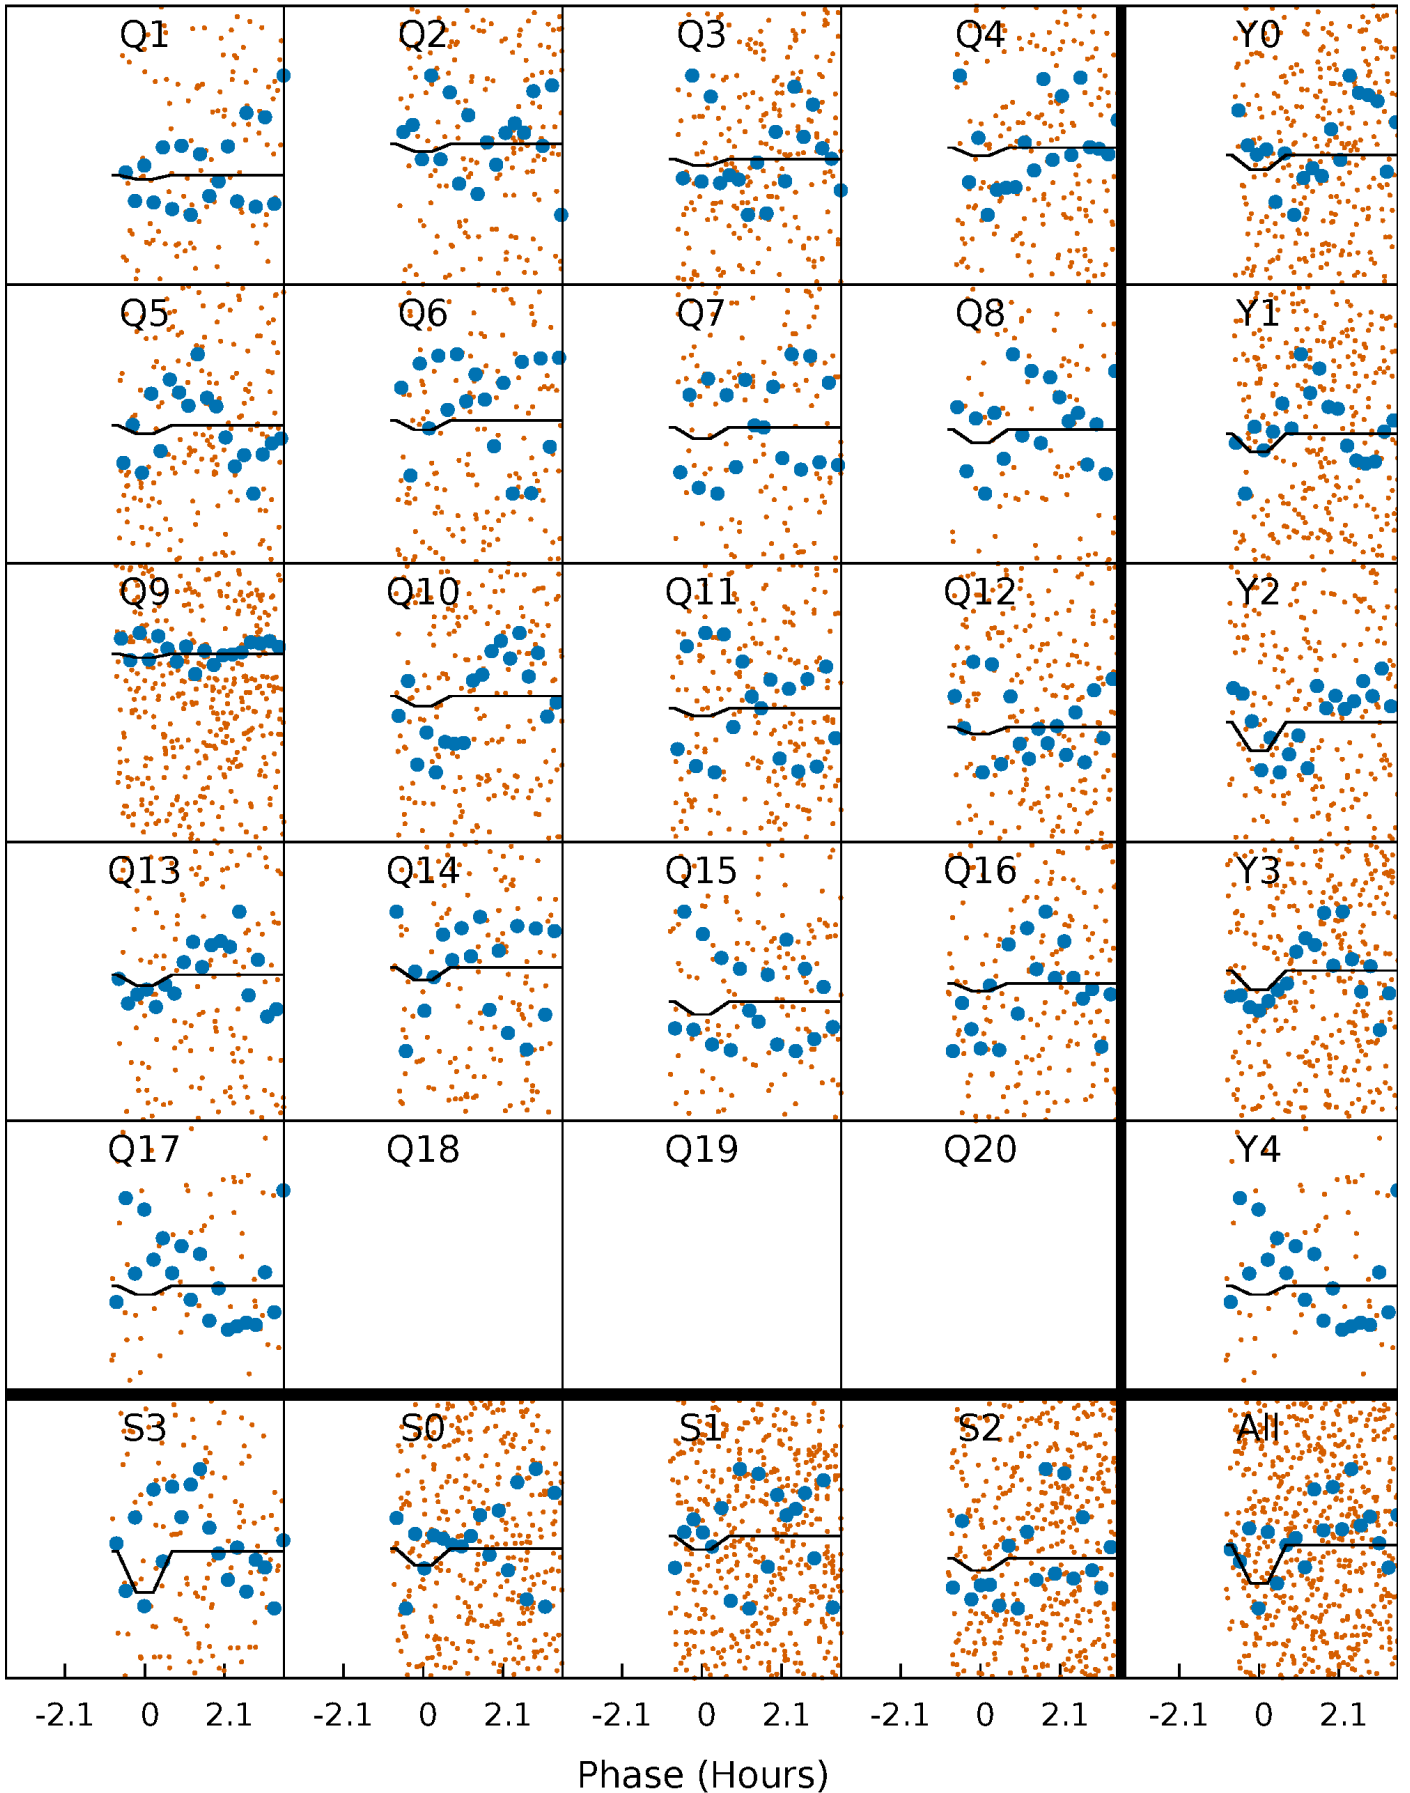 Q1 Q2 Q3 Q4 Y0
Q5 Q6 Q7 Q8 Y1
Q9 Q10 Q11 Q12 Y2
Q13 Q14 Q15 Q16 Y3
Q17 Q18 Q19 Q20 Y4
S3 S0 S1 S2 All
-2.1 0 2.1 -2.1 0 2.1 -2.1 0 2.1 -2.1 0 2.1 -2.1 0 2.1
Phase (Hours)